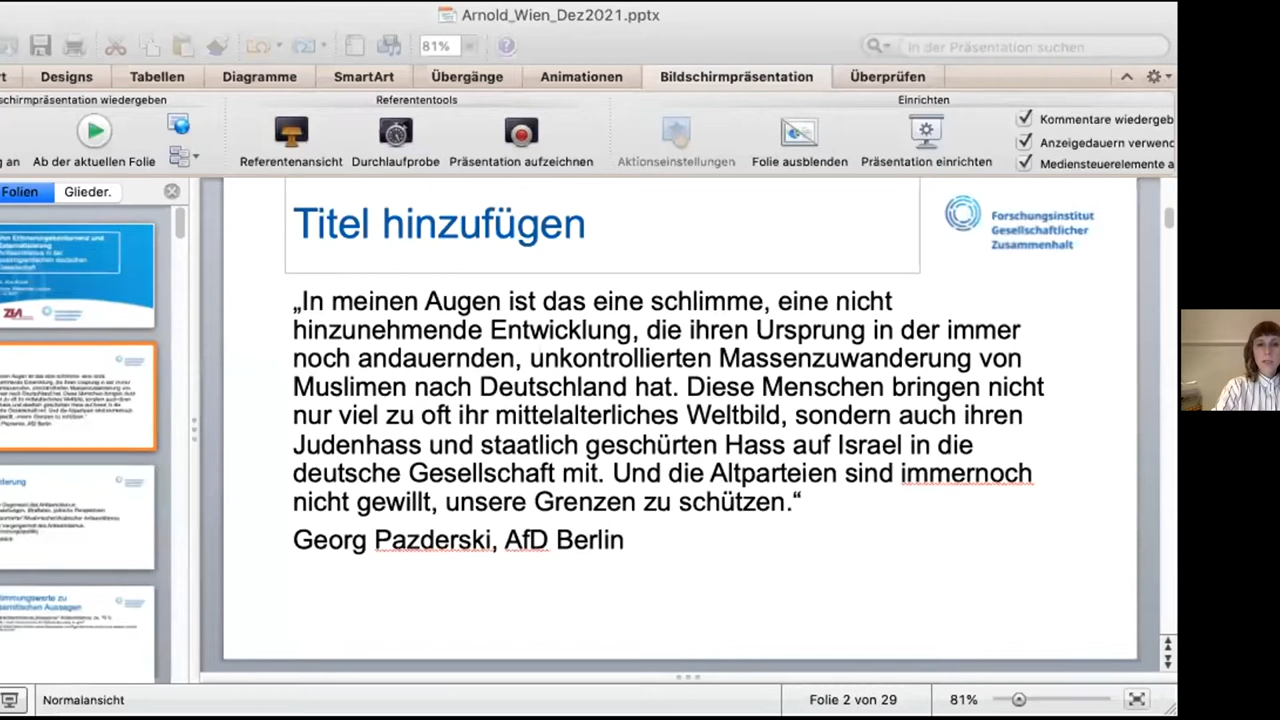 Arnold_Wien_Dez2021.pptx
81%
In der Präsentation suchen
Designs Tabellen Diagramme SmartArt Übergänge Animationen Bildschirmpräsentation Überprüfen
schirmpräsentation wiedergeben Referententools Einrichten
Kommentare wiedergeb
Anzeigedauern verwend
Mediensteuerelemente a
g an Ab der aktuellen Folie Referentenansicht Durchlaufprobe Präsentation aufzeichnen Aktionseinstellungen Folie ausblenden Präsentation einrichten
Folien Glieder.
Titel hinzufügen
Forschungsinstitut
Gesellschaftlicher
Zusammenhalt
„In meinen Augen ist das eine schlimme, eine nicht
hinzunehmende Entwicklung, die ihren Ursprung in der immer
noch andauernden, unkontrollierten Massenzuwanderung von
Muslimen nach Deutschland hat. Diese Menschen bringen nicht
nur viel zu oft ihr mittelalterliches Weltbild, sondern auch ihren
Judenhass und staatlich geschürten Hass auf Israel in die
deutsche Gesellschaft mit. Und die Altparteien sind immernoch
nicht gewillt, unsere Grenzen zu schützen.“
Georg Pazderski, AfD Berlin
Normalansicht Folie 2 von 29 81%